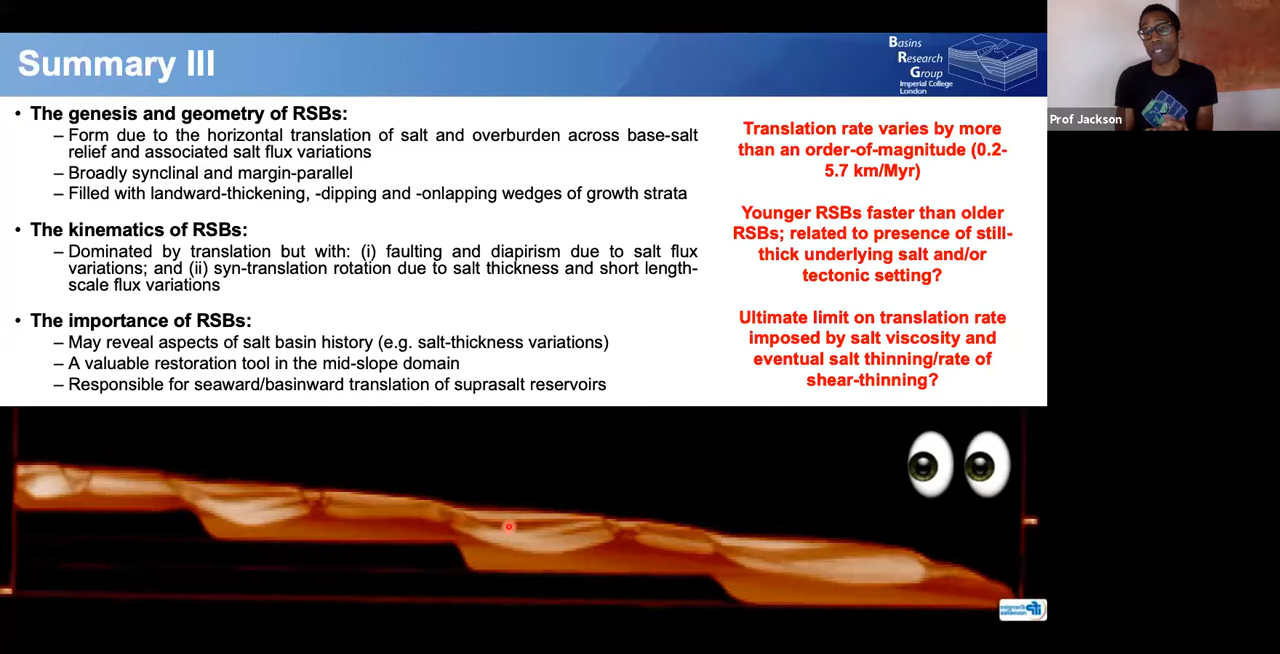 Summary III
Basins
Research
Group
Imperial College
London
• The genesis and geometry of RSBs:
– Form due to the horizontal translation of salt and overburden across base-salt
relief and associated salt flux variations
– Broadly synclinal and margin-parallel
– Filled with landward-thickening, -dipping and -onlapping wedges of growth strata
• The kinematics of RSBs:
– Dominated by translation but with: (i) faulting and diapirism due to salt flux
variations; and (ii) syn-translation rotation due to salt thickness and short length-
scale flux variations
• The importance of RSBs:
– May reveal aspects of salt basin history (e.g. salt-thickness variations)
– A valuable restoration tool in the mid-slope domain
– Responsible for seaward/basinward translation of suprasalt reservoirs
Translation rate varies by more
than an order-of-magnitude (0.2-
5.7 km/Myr)
Younger RSBs faster than older
RSBs; related to presence of still-
thick underlying salt and/or
tectonic setting?
Ultimate limit on translation rate
imposed by salt viscosity and
eventual salt thinning/rate of
shear-thinning?
Prof Jackson